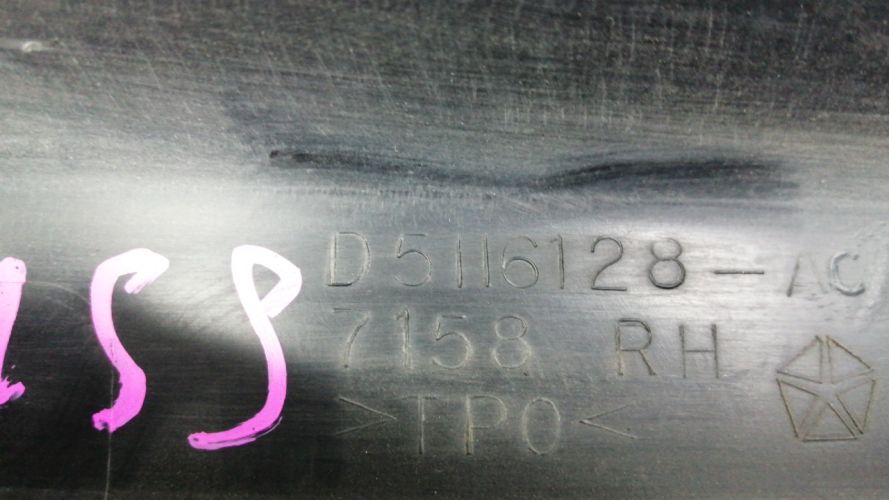 D5116128-AC
7158 RH
>TPO<